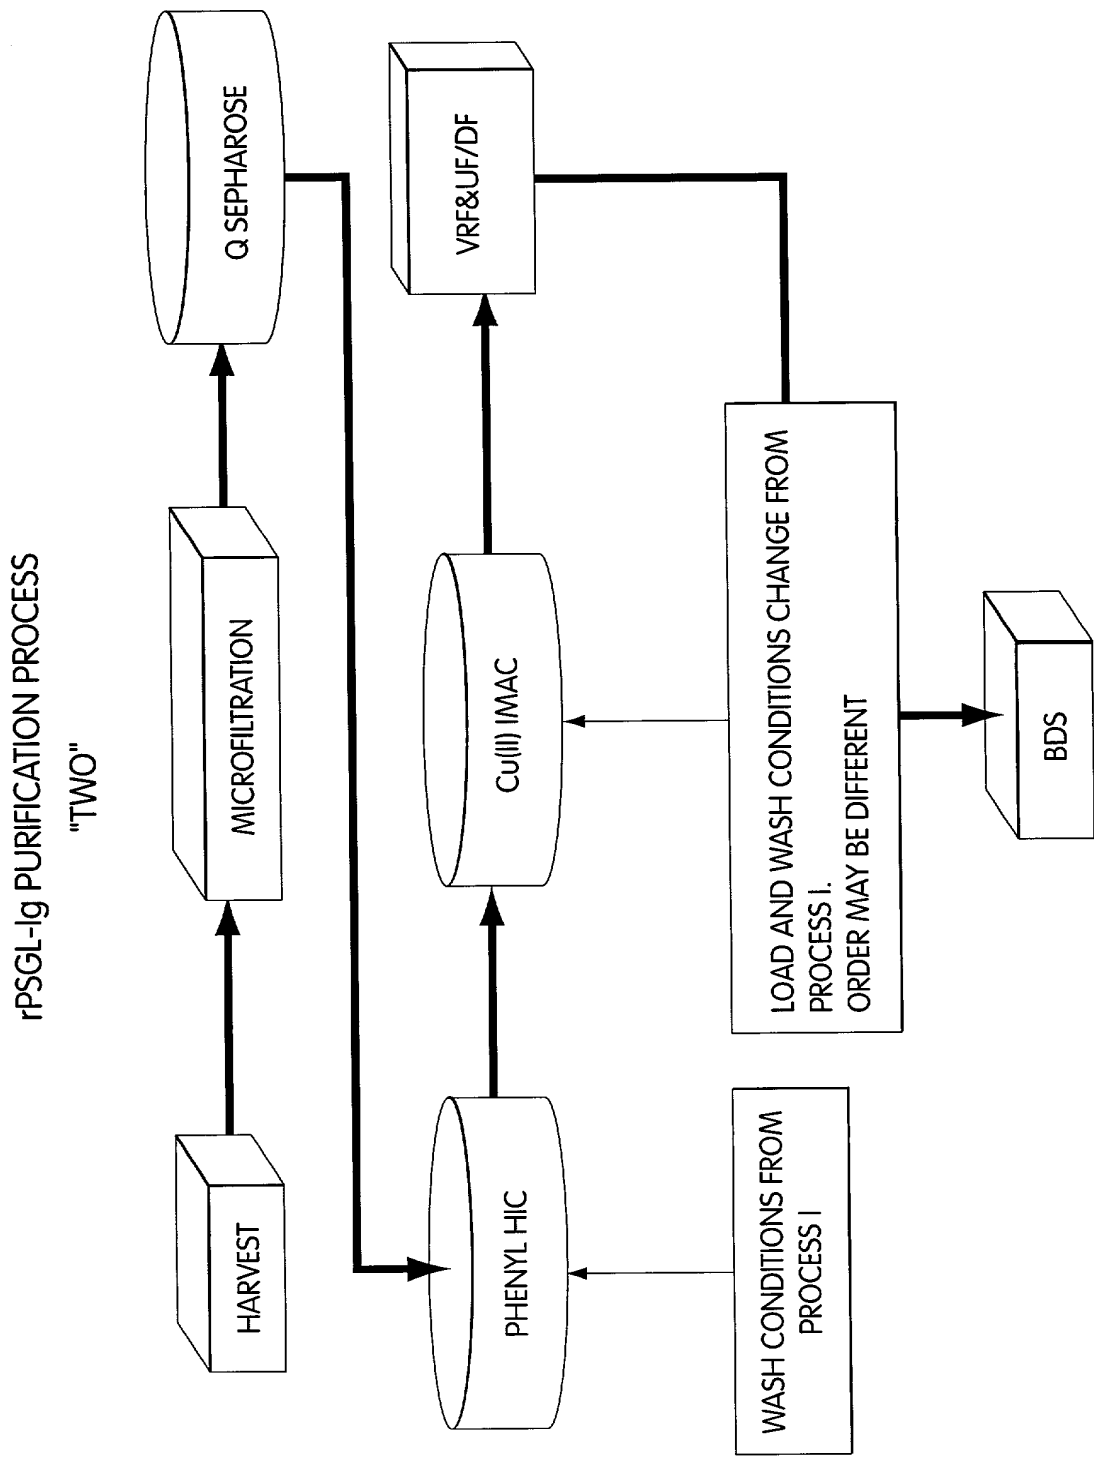 rPSGL-Ig PURIFICATION PROCESS
"TWO"
HARVEST
MICROFILTRATION
Q SEPHAROSE
PHENYL HIC
Cu(II) IMAC
VRF&UF/DF
WASH CONDITIONS FROM
PROCESS I
LOAD AND WASH CONDITIONS CHANGE FROM
PROCESS I.
ORDER MAY BE DIFFERENT
BDS